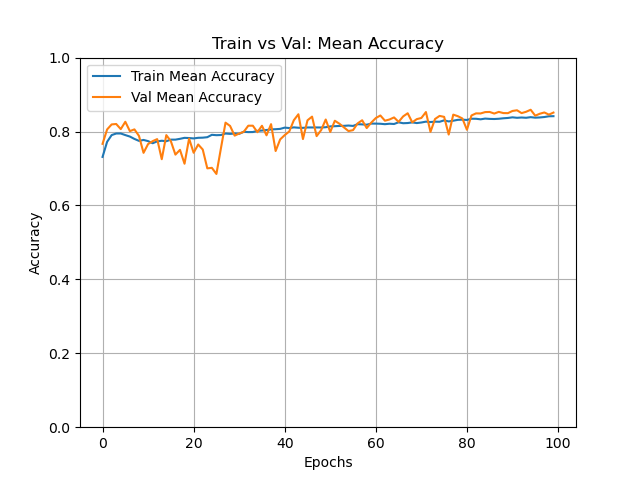 Train vs Val: Mean Accuracy
Train Mean Accuracy
Val Mean Accuracy
1.0
0.8
0.6
0.4
0.2
0.0
Accuracy
0 20 40 60 80 100
Epochs